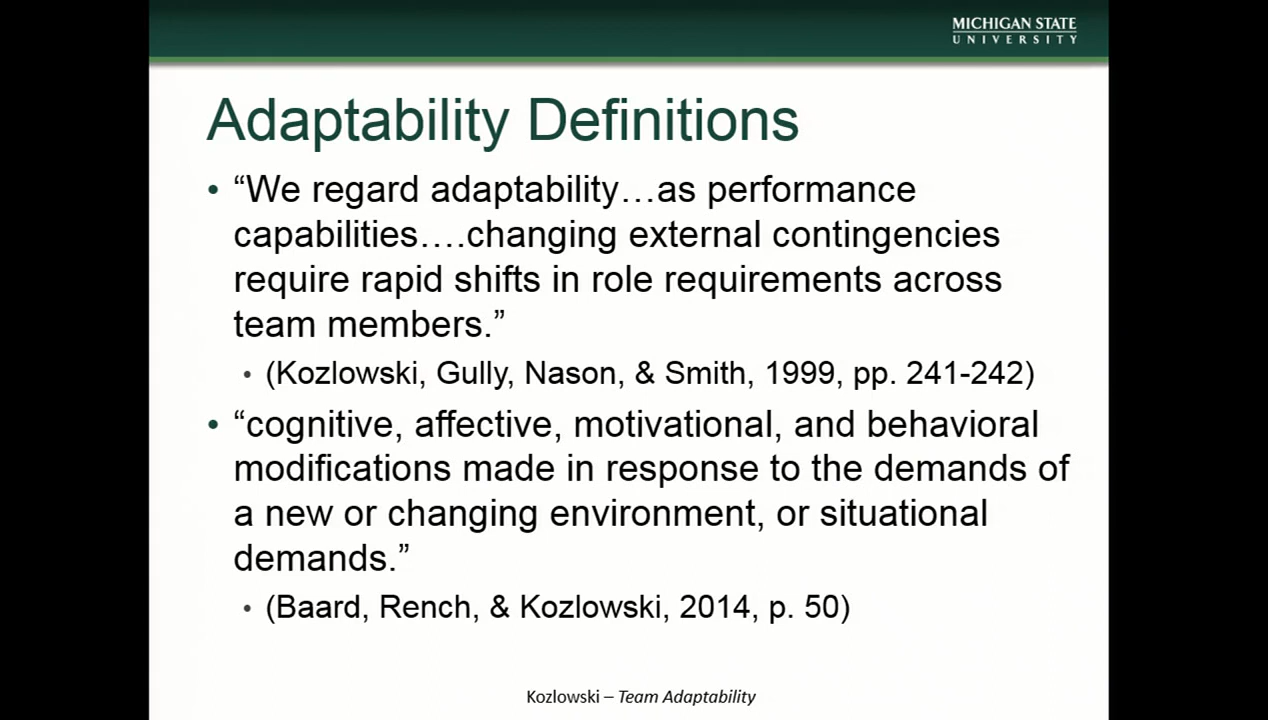 MICHIGAN STATE
UNIVERSITY
Adaptability Definitions
• “We regard adaptability…as performance
capabilities….changing external contingencies
require rapid shifts in role requirements across
team members.”
• (Kozlowski, Gully, Nason, & Smith, 1999, pp. 241-242)
• “cognitive, affective, motivational, and behavioral
modifications made in response to the demands of
a new or changing environment, or situational
demands.”
• (Baard, Rench, & Kozlowski, 2014, p. 50)
Kozlowski – Team Adaptability